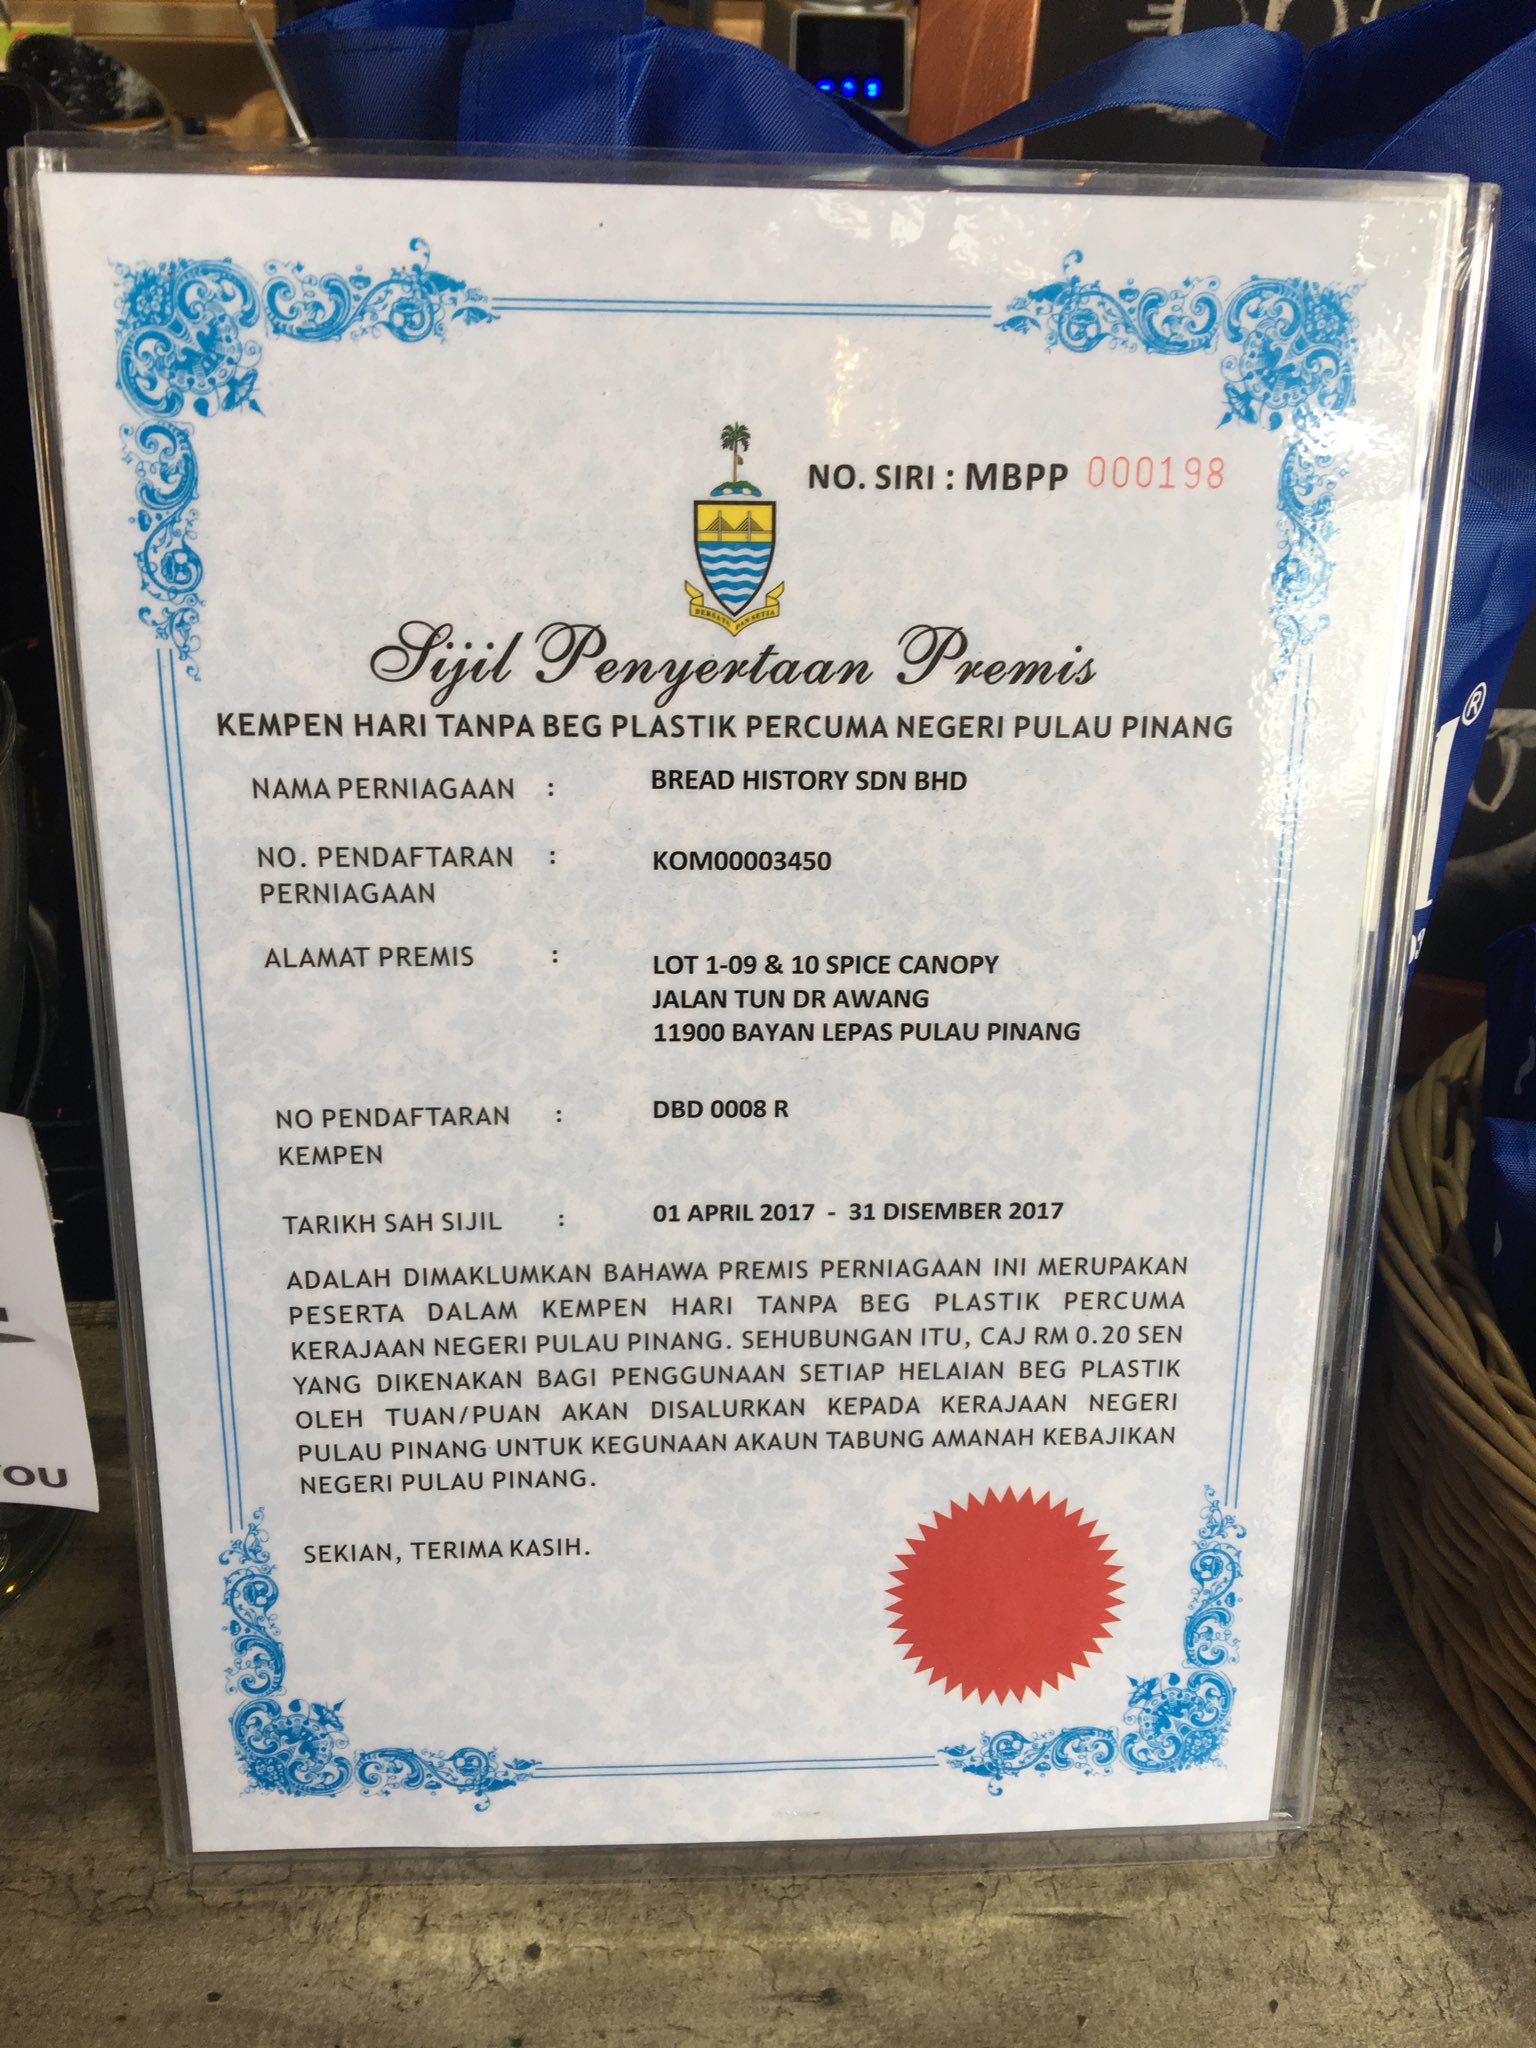 NO. SIRI : MBPP 000198
BERSATU DAN SETIA
Sijil Penyertaan Premis
KEMPEN HARI TANPA BEG PLASTIK PERCUMA NEGERI PULAU PINANG
NAMA PERNIAGAAN : BREAD HISTORY SDN BHD
NO. PENDAFTARAN : KOM00003450
PERNIAGAAN
ALAMAT PREMIS : LOT 1-09 & 10 SPICE CANOPY
JALAN TUN DR AWANG
11900 BAYAN LEPAS PULAU PINANG
NO PENDAFTARAN : DBD 0008 R
KEMPEN
TARIKH SAH SIJIL : 01 APRIL 2017 - 31 DISEMBER 2017
ADALAH DIMAKLUMKAN BAHAWA PREMIS PERNIAGAAN INI MERUPAKAN
PESERTA DALAM KEMPEN HARI TANPA BEG PLASTIK PERCUMA
KERAJAAN NEGERI PULAU PINANG. SEHUBUNGAN ITU, CAJ RM 0.20 SEN
YANG DIKENAKAN BAGI PENGGUNAAN SETIAP HELAIAN BEG PLASTIK
OLEH TUAN/PUAN AKAN DISALURKAN KEPADA KERAJAAN NEGERI
PULAU PINANG UNTUK KEGUNAAN AKAUN TABUNG AMANAH KEBAJIKAN
NEGERI PULAU PINANG.
SEKIAN, TERIMA KASIH.
YOU
®